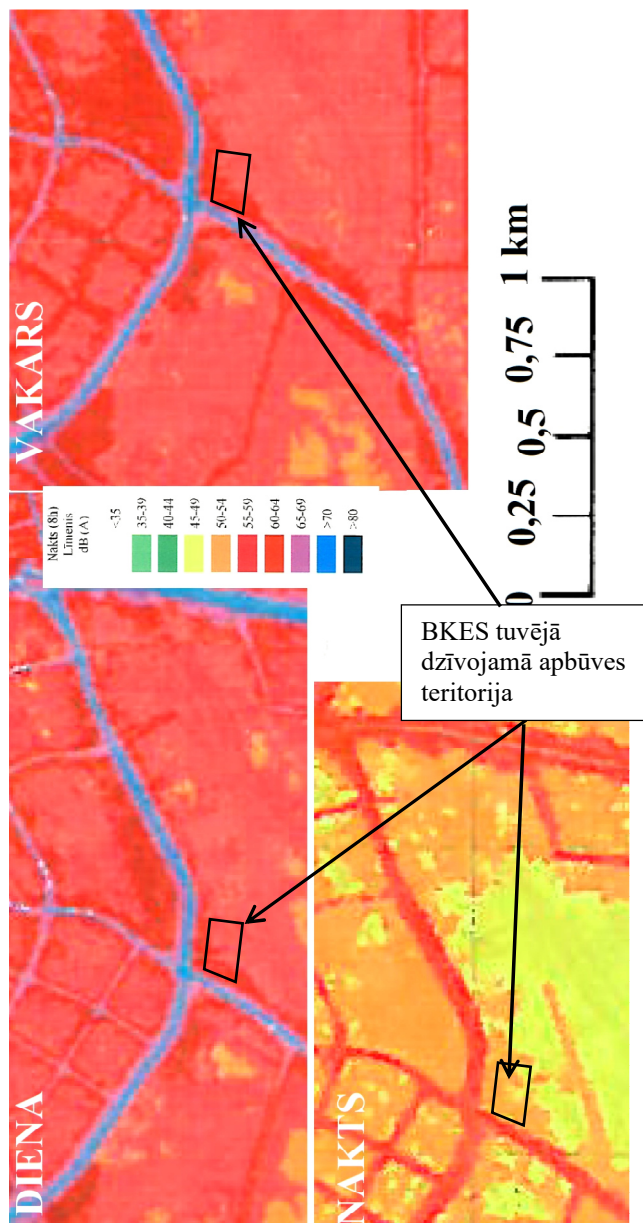 DIENA
VAKARS
NAKTS
Nakts (8h)
Līmenis
dB (A)
<35
35-39
40-44
45-49
50-54
55-59
60-64
65-69
>70
>80
BKES tuvējā
dzīvojamā apbūves
teritorija
0 0,25 0,5 0,75 1 km